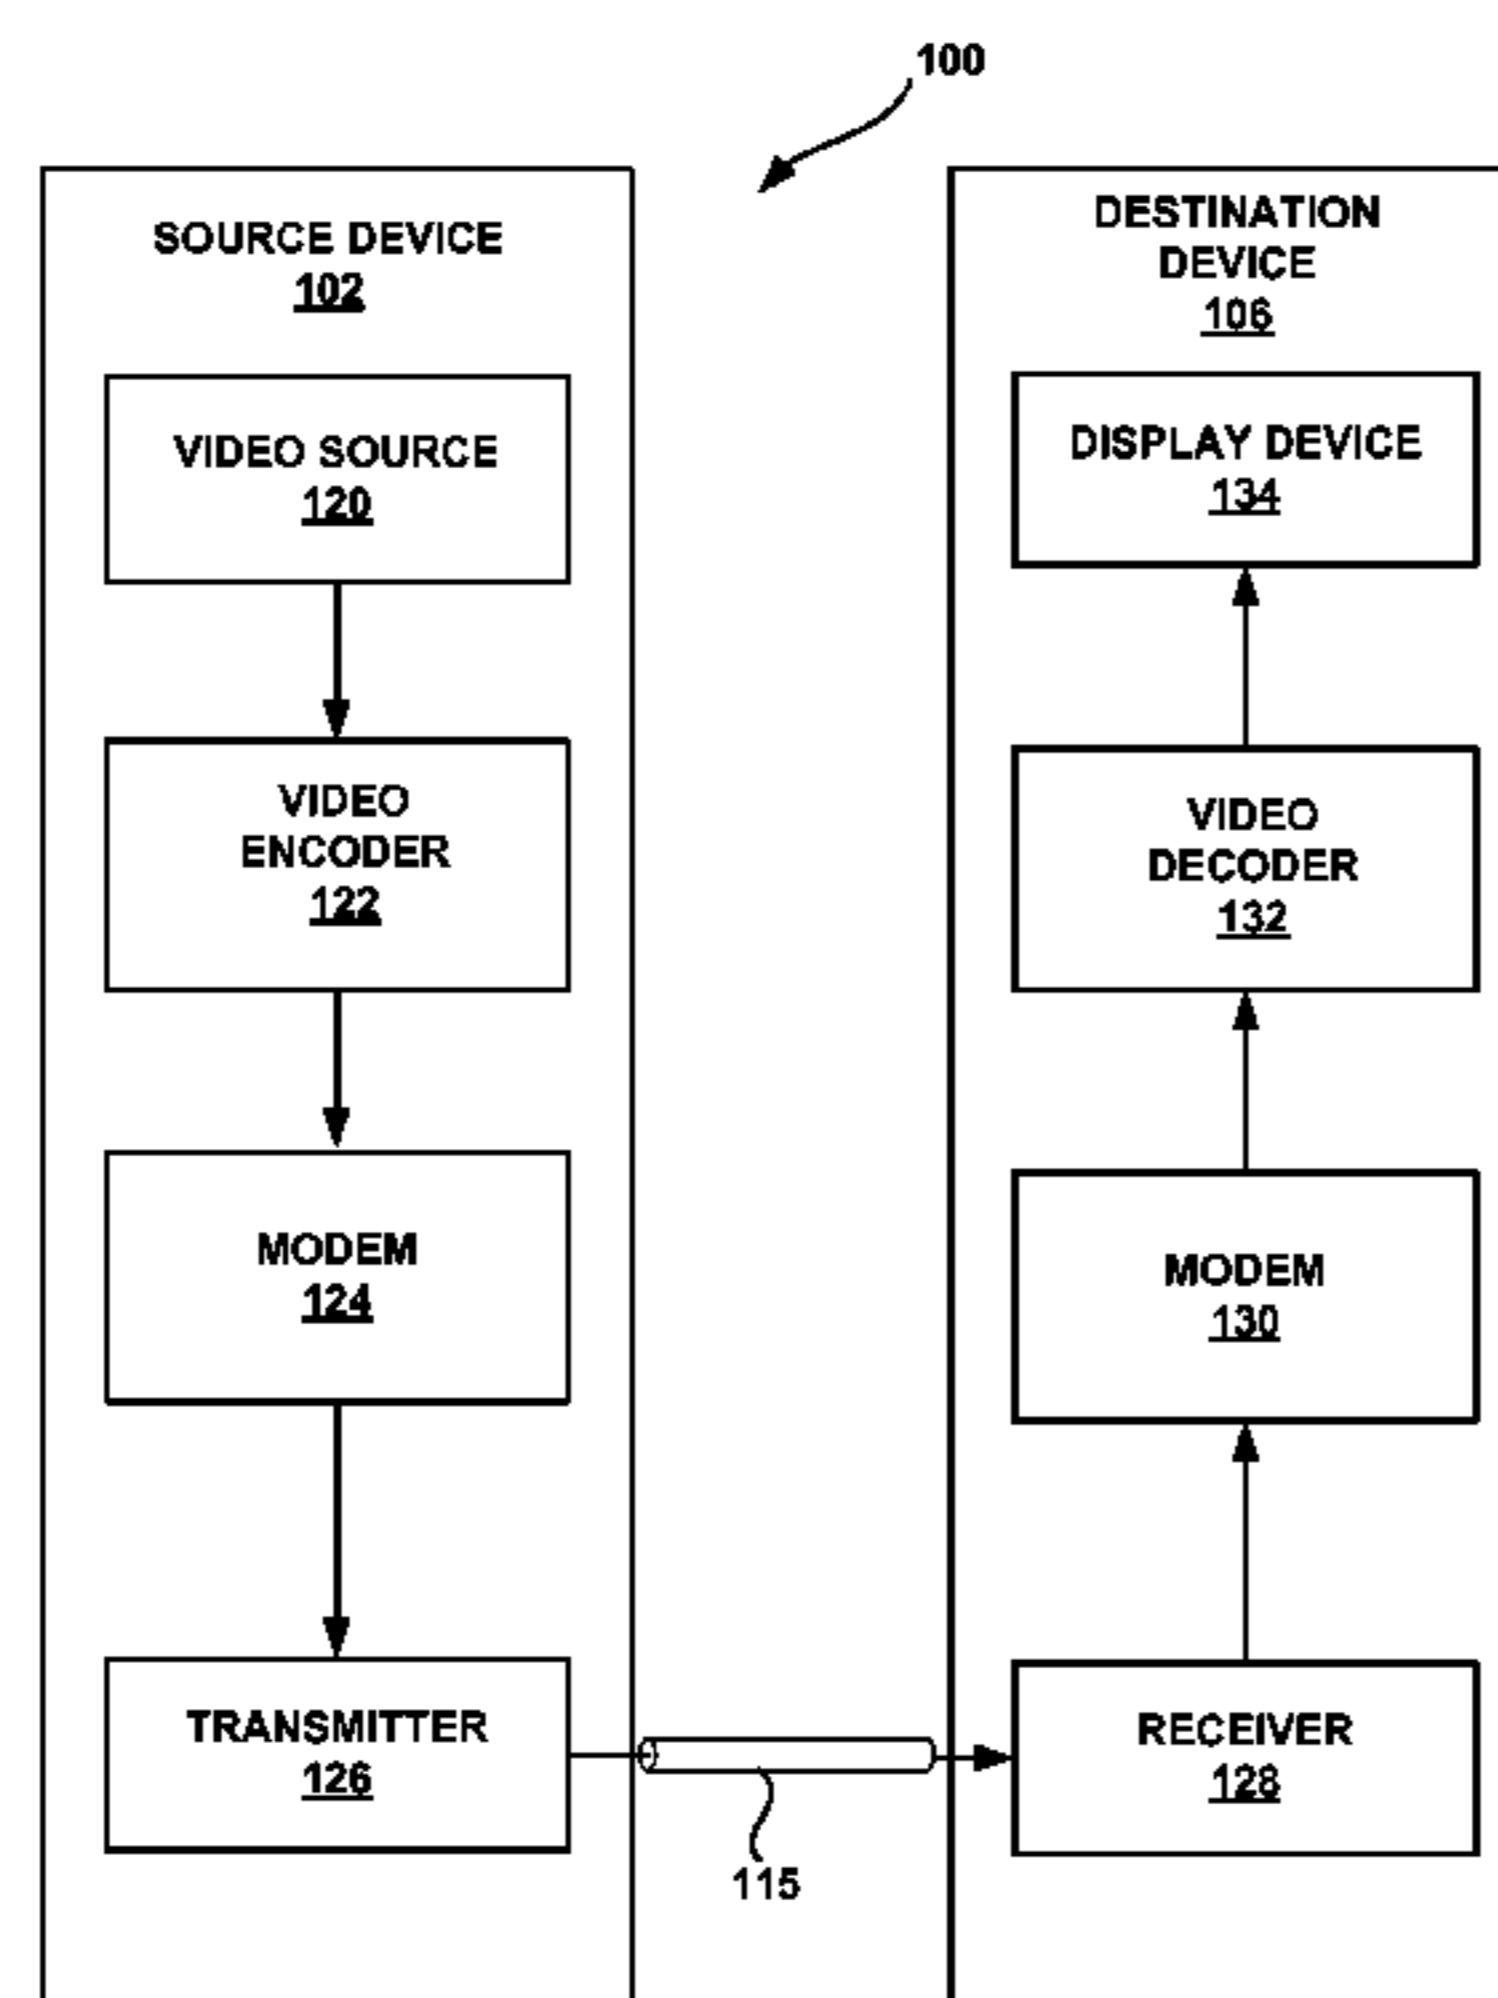 100
SOURCE DEVICE
102
VIDEO SOURCE
120
VIDEO
ENCODER
122
MODEM
124
TRANSMITTER
126
115
DESTINATION
DEVICE
106
DISPLAY DEVICE
134
VIDEO
DECODER
132
MODEM
130
RECEIVER
128